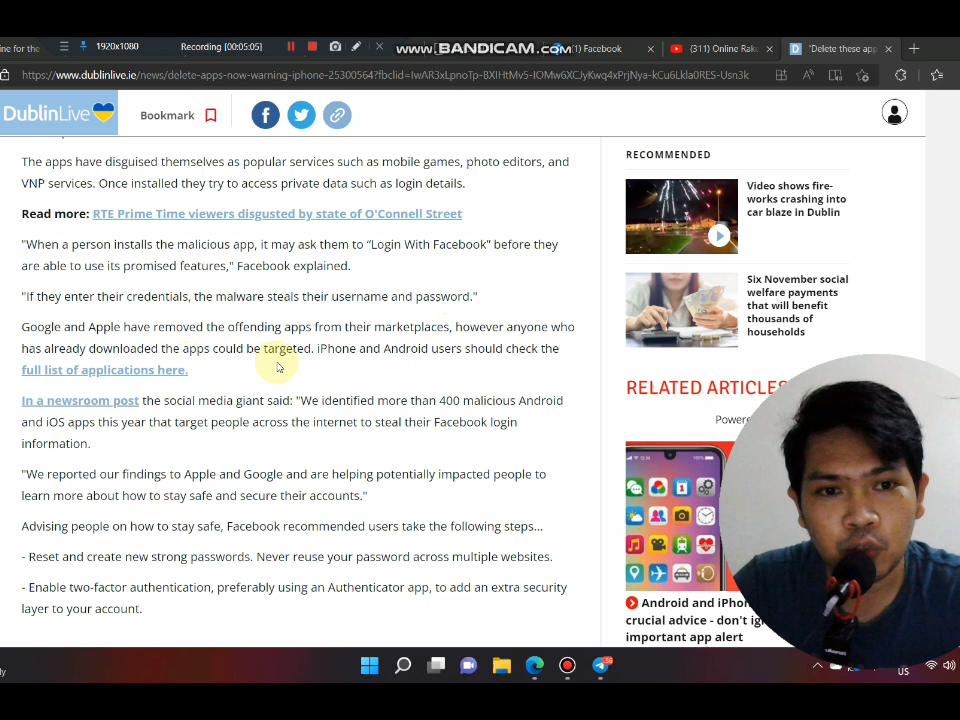 ine for the
1920x1080
Recording [00:05:05]
www.BANDICAM.com
(1) Facebook
(311) Online Rak
"Delete these app
https://www.dublinlive.ie/news/delete-apps-now-warning-iphone-25300564?fbclid=IwAR3xLpnoTp-BXIHtMv5-IOMw6XCJyKwq4xPrjNya-kCu6Lkla0RES-Usn3k
DublinLive
Bookmark
The apps have disguised themselves as popular services such as mobile games, photo editors, and
VNP services. Once installed they try to access private data such as login details.
Read more: RTE Prime Time viewers disgusted by state of O'Connell Street
"When a person installs the malicious app, it may ask them to “Login With Facebook” before they
are able to use its promised features," Facebook explained.
"If they enter their credentials, the malware steals their username and password."
Google and Apple have removed the offending apps from their marketplaces, however anyone who
has already downloaded the apps could be targeted. iPhone and Android users should check the
full list of applications here.
In a newsroom post the social media giant said: "We identified more than 400 malicious Android
and iOS apps this year that target people across the internet to steal their Facebook login
information.
"We reported our findings to Apple and Google and are helping potentially impacted people to
learn more about how to stay safe and secure their accounts."
Advising people on how to stay safe, Facebook recommended users take the following steps...
- Reset and create new strong passwords. Never reuse your password across multiple websites.
- Enable two-factor authentication, preferably using an Authenticator app, to add an extra security
layer to your account.
RECOMMENDED
Video shows fire-
works crashing into
car blaze in Dublin
Six November social
welfare payments
that will benefit
thousands of
households
RELATED ARTICLES
Powe
Android and iPhon
crucial advice - don't ig
important app alert
US